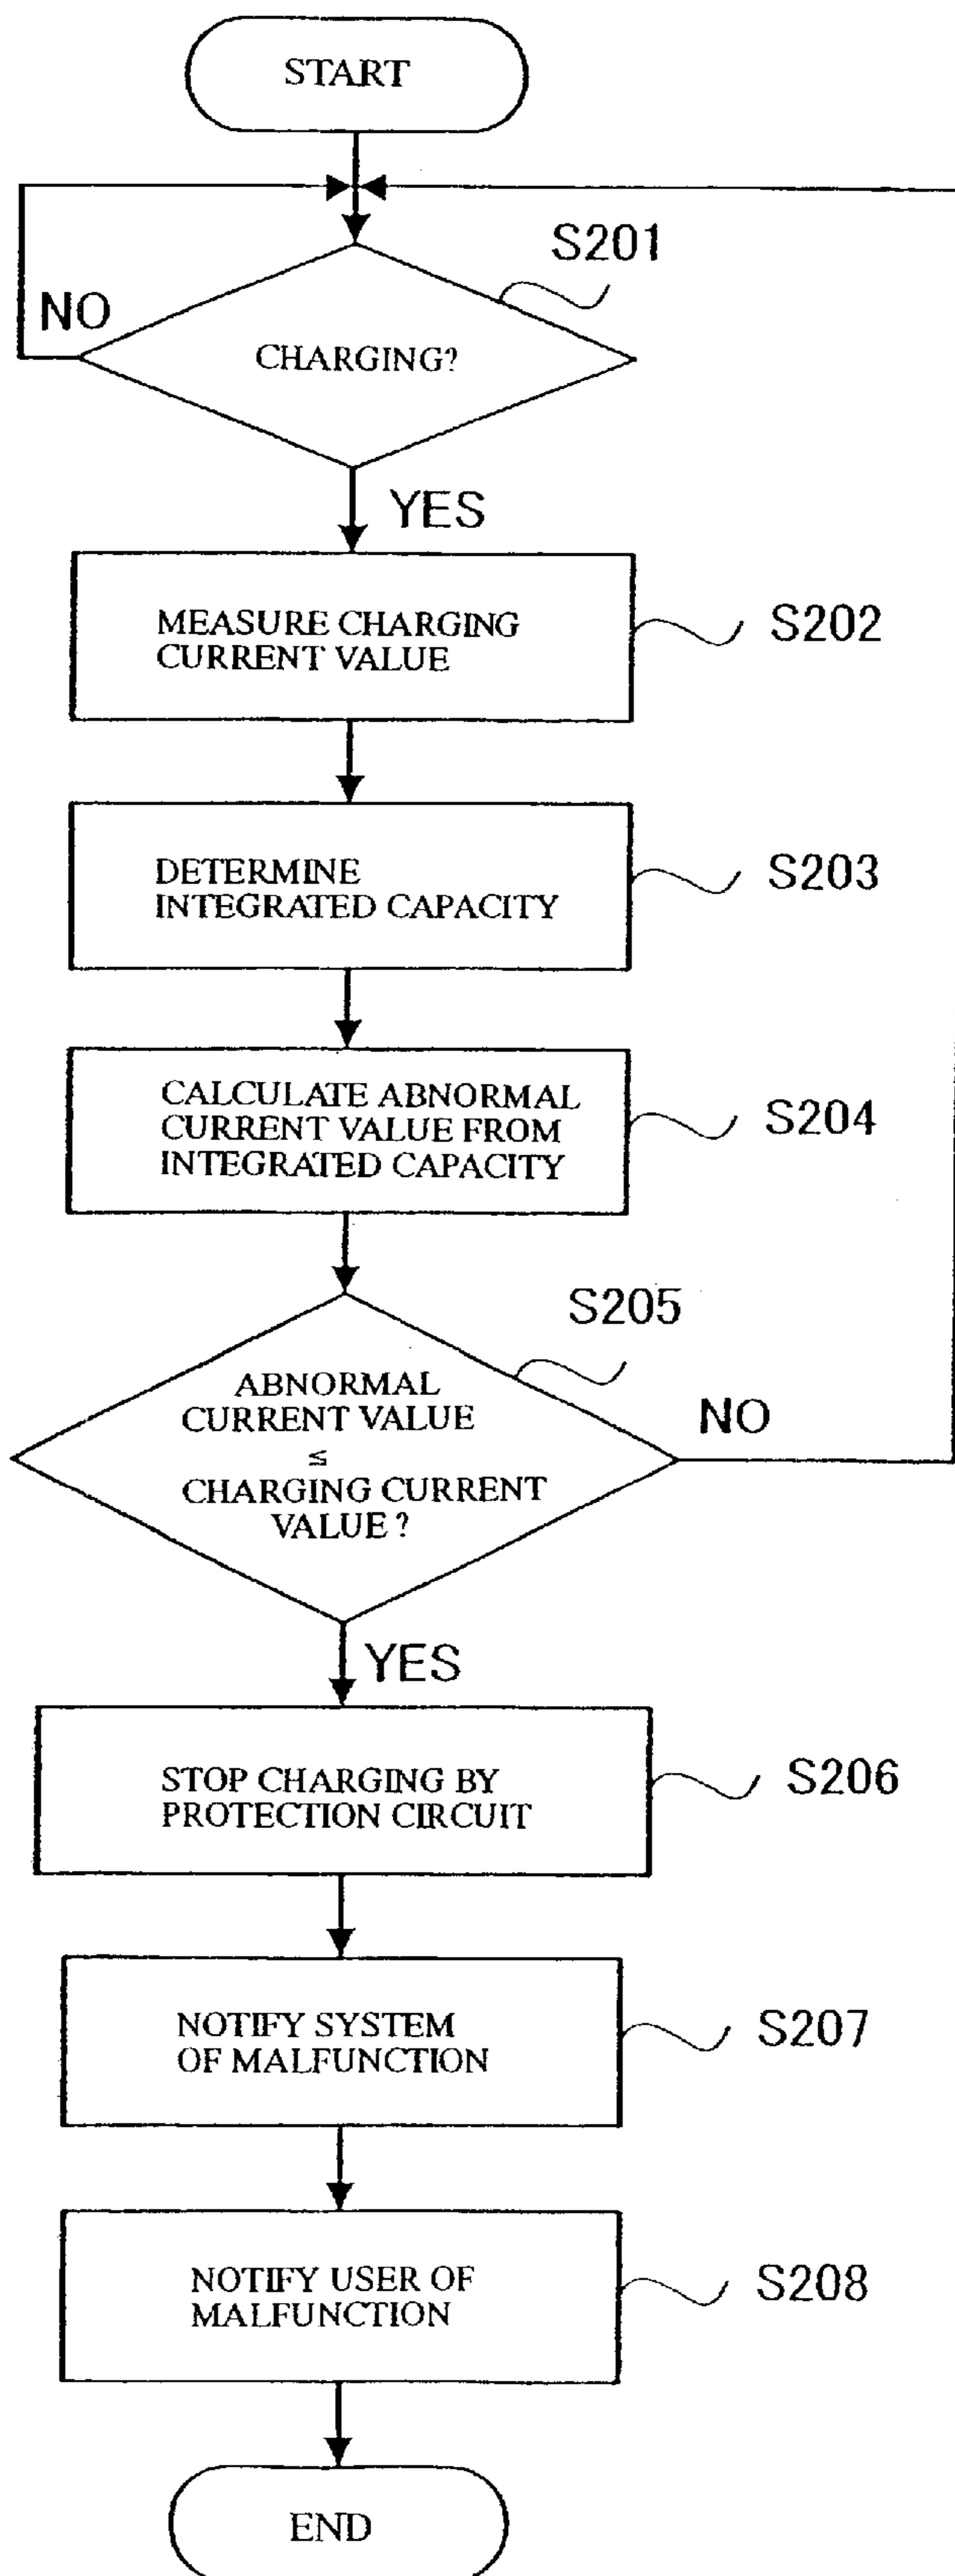 START
S201
NO
CHARGING?
YES
MEASURE CHARGING
CURRENT VALUE
S202
DETERMINE
INTEGRATED CAPACITY
S203
CALCULATE ABNORMAL
CURRENT VALUE FROM
INTEGRATED CAPACITY
S204
S205
ABNORMAL
CURRENT VALUE
≦
CHARGING CURRENT
VALUE ?
NO
YES
STOP CHARGING BY
PROTECTION CIRCUIT
S206
NOTIFY SYSTEM
OF MALFUNCTION
S207
NOTIFY USER OF
MALFUNCTION
S208
END